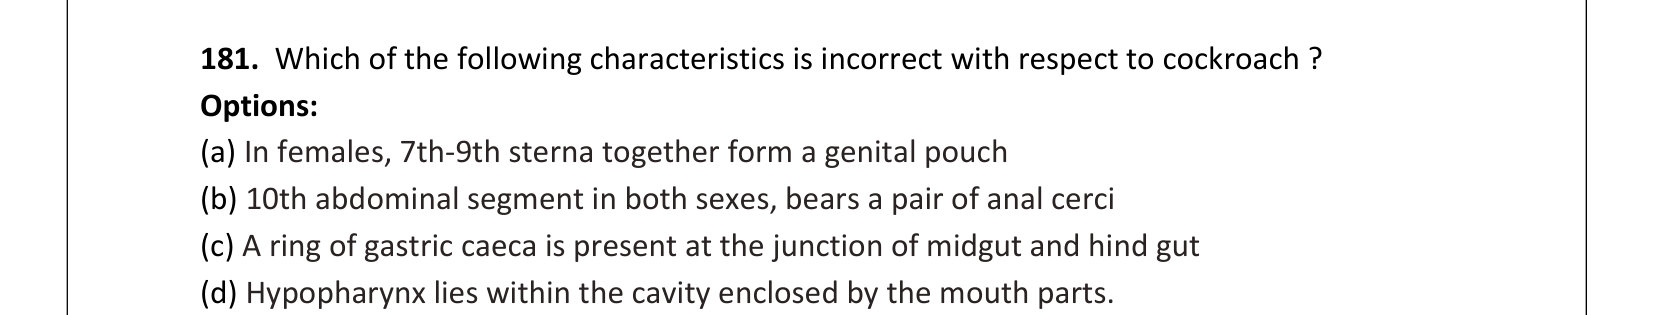 181. Which of the following characteristics is incorrect with respect to cockroach ?
Options:
(a) In females, 7th-9th sterna together form a genital pouch
(b) 10th abdominal segment in both sexes, bears a pair of anal cerci
(c) A ring of gastric caeca is present at the junction of midgut and hind gut
(d) Hypopharynx lies within the cavity enclosed by the mouth parts.